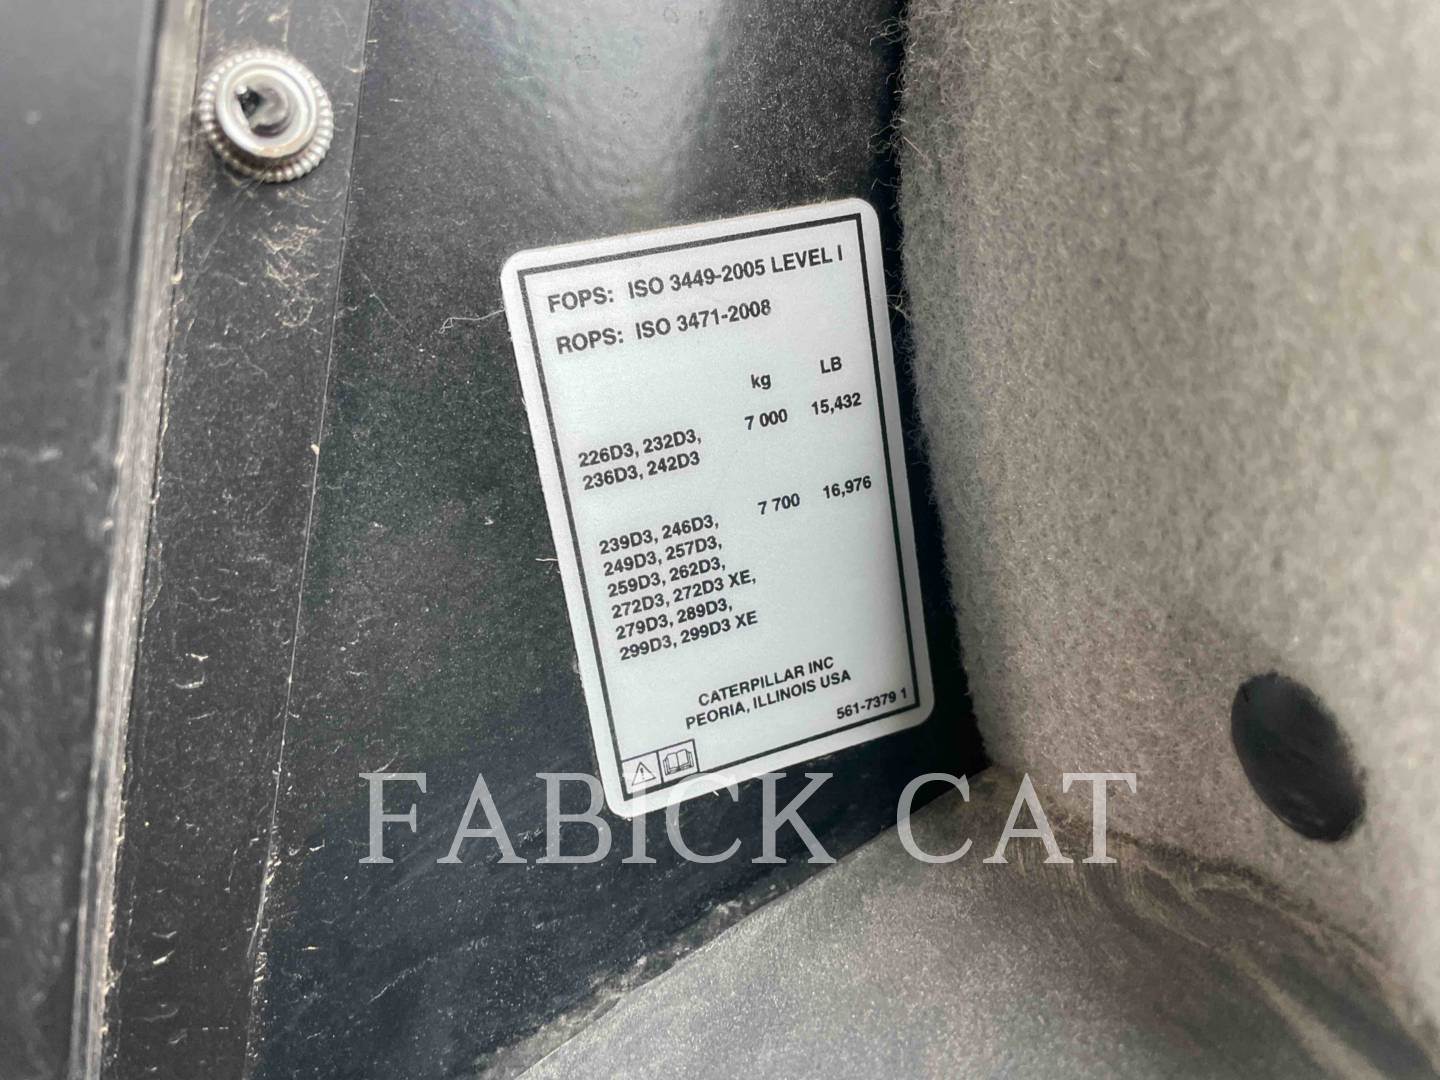 FOPS: ISO 3449-2005 LEVEL I
ROPS: ISO 3471-2008
kg LB
7 000 15,432
226D3, 232D3,
236D3, 242D3
7 700 16,976
239D3, 246D3,
249D3, 257D3,
259D3, 262D3,
272D3, 272D3 XE,
279D3, 289D3,
299D3, 299D3 XE
CATERPILLAR INC
PEORIA, ILLINOIS USA
561-7379 1
FABICK CAT